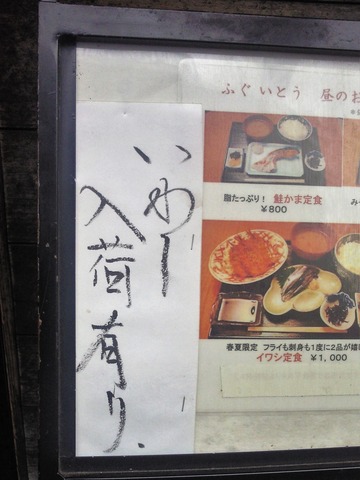 いわし
入荷有り.
ふぐいとう 昼のお
脂たっぷり! 鮭かま定食
¥800
春夏限定 フライも刺身も1度に2品が嬉
イワシ定食 ¥1,000